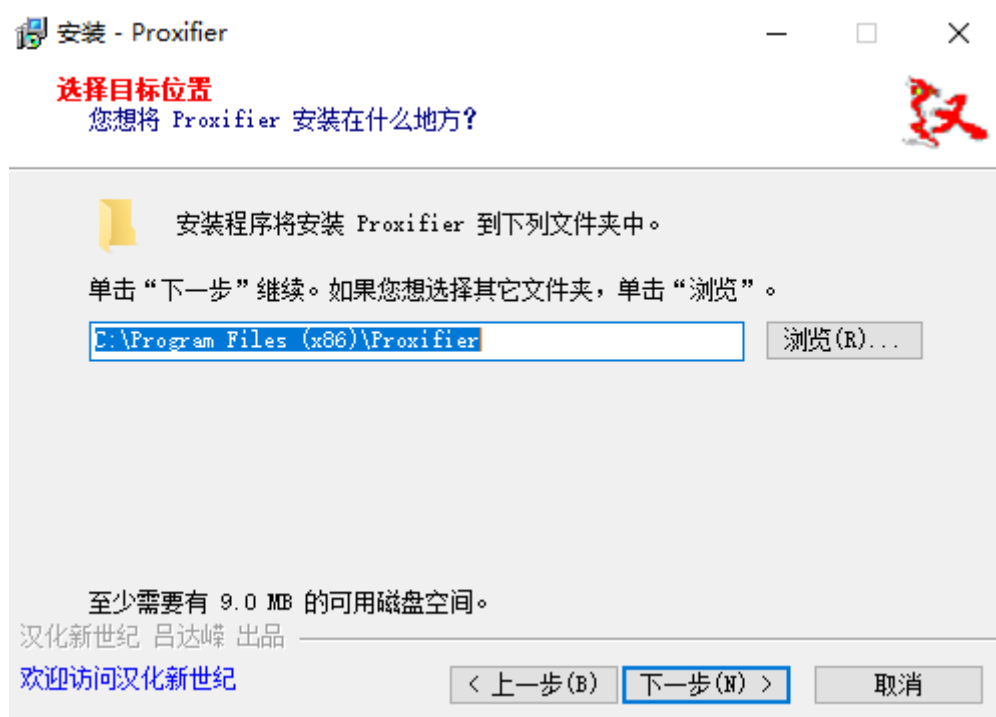 安装 - Proxifier
选择目标位置
您想将 Proxifier 安装在什么地方?
汉
安装程序将安装 Proxifier 到下列文件夹中。
单击“下一步”继续。如果您想选择其它文件夹，单击“浏览”。
C:\Program Files (x86)\Proxifier
浏览(R)...
至少需要有 9.0 MB 的可用磁盘空间。
汉化新世纪 吕达嵘 出品
欢迎访问汉化新世纪
< 上一步(B)
下一步(N) >
取消